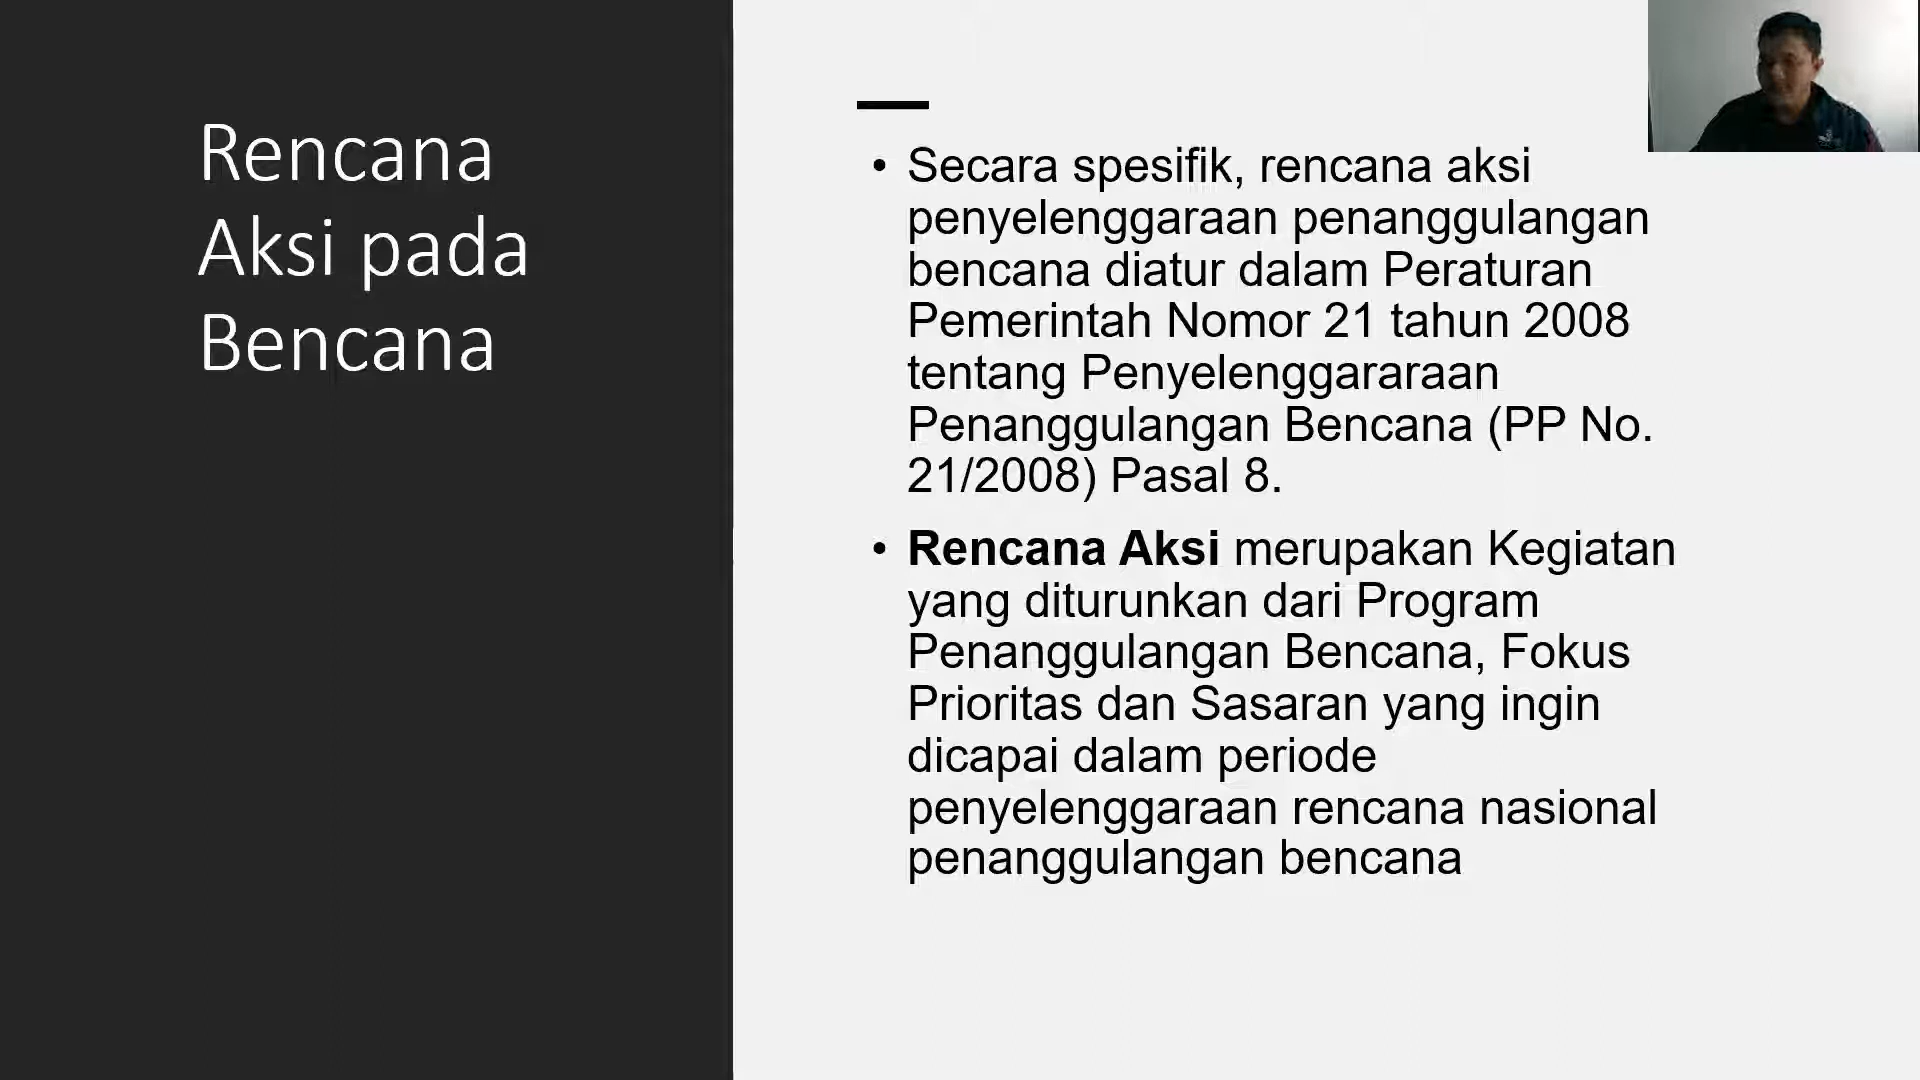 Rencana
Aksi pada
Bencana
• Secara spesifik, rencana aksi
penyelenggaraan penanggulangan
bencana diatur dalam Peraturan
Pemerintah Nomor 21 tahun 2008
tentang Penyelenggararaan
Penanggulangan Bencana (PP No.
21/2008) Pasal 8.
• Rencana Aksi merupakan Kegiatan
yang diturunkan dari Program
Penanggulangan Bencana, Fokus
Prioritas dan Sasaran yang ingin
dicapai dalam periode
penyelenggaraan rencana nasional
penanggulangan bencana